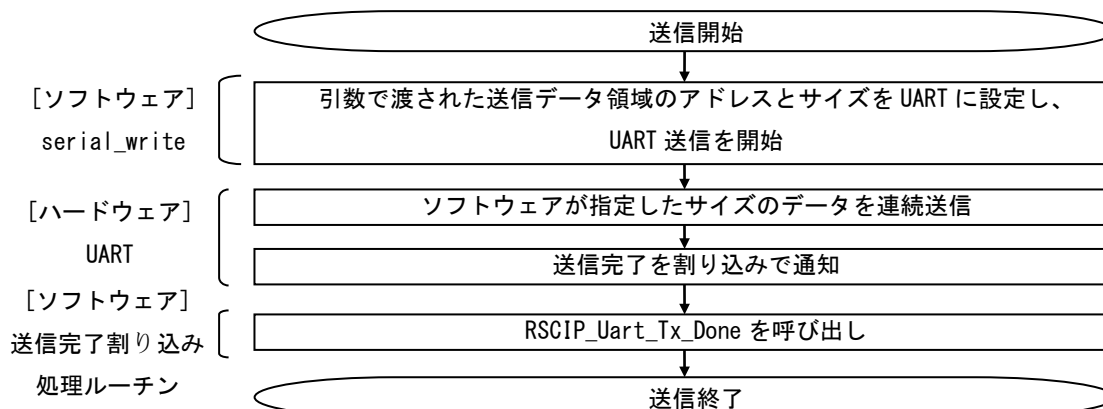 送信開始
[ソフトウェア]
serial_write
引数で渡された送信データ領域のアドレスとサイズを UART に設定し、
UART 送信を開始
[ハードウェア]
UART
ソフトウェアが指定したサイズのデータを連続送信
送信完了を割り込みで通知
[ソフトウェア]
送信完了割り込み
処理ルーチン
RSCIP_Uart_Tx_Done を呼び出し
送信終了